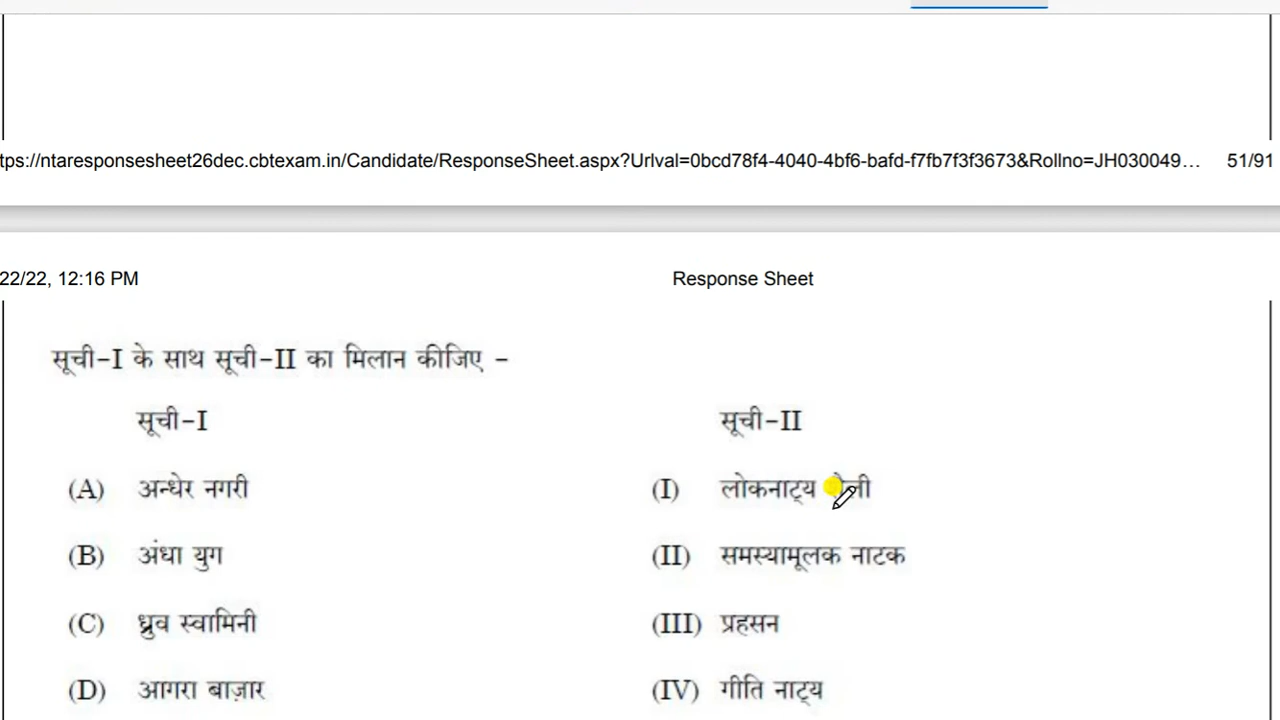 tps://ntaresponsesheet26dec.cbtexam.in/Candidate/ResponseSheet.aspx?Urlval=0bcd78f4-4040-4bf6-bafd-f7fb7f3f3673&Rollno=JH030049… 51/91
22/22, 12:16 PM Response Sheet
सूची-I के साथ सूची-II का मिलान कीजिए -
सूची-I सूची-II
(A) अन्धेर नगरी (I) लोकनाट्य
(B) अंधा युग (II) समस्यामूलक नाटक
(C) ध्रुव स्वामिनी (III) प्रहसन
(D) आगरा बाज़ार (IV) गीति नाट्य